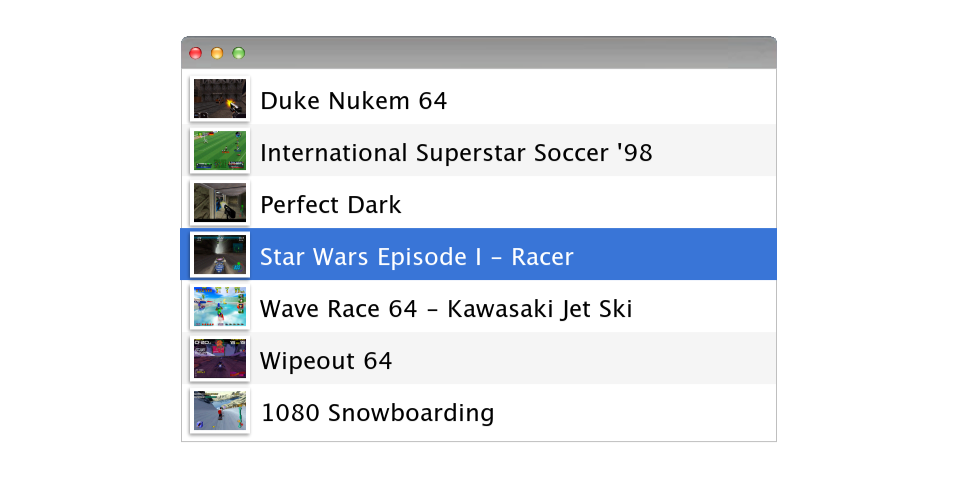 Duke Nukem 64
International Superstar Soccer '98
Perfect Dark
Star Wars Episode I – Racer
Wave Race 64 – Kawasaki Jet Ski
Wipeout 64
1080 Snowboarding